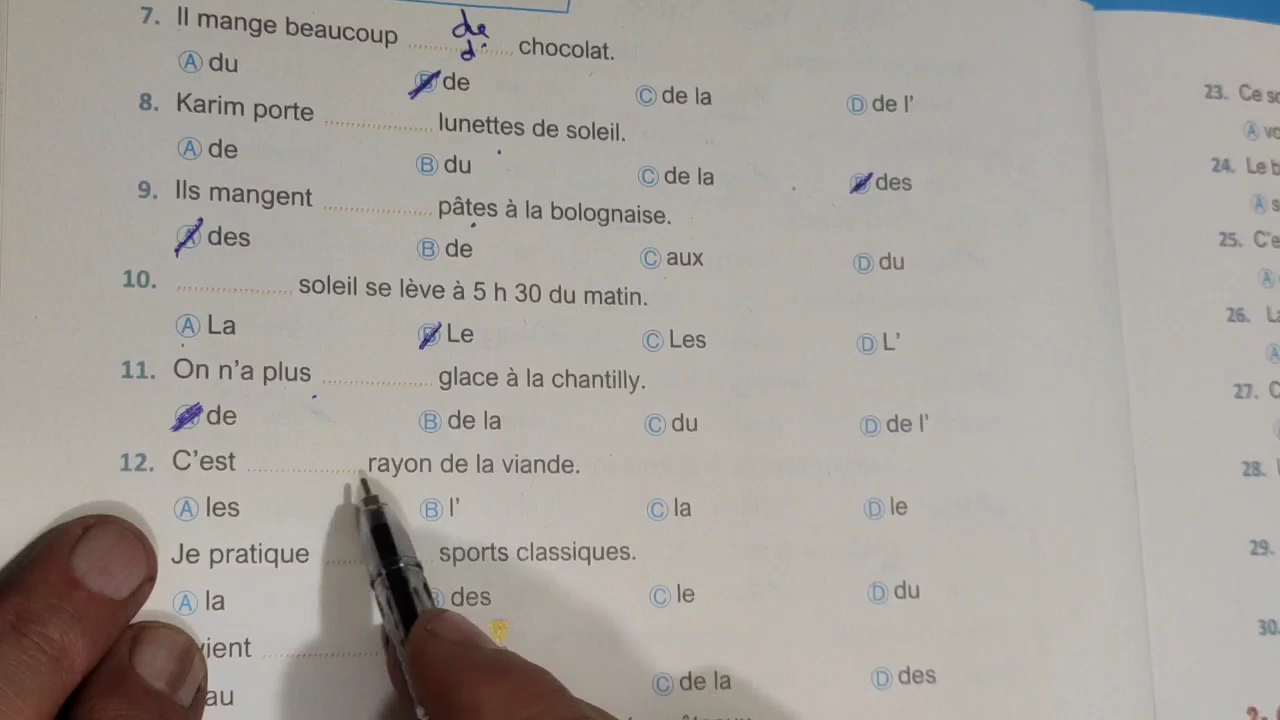 7. Il mange beaucoup .......... chocolat.
de
d'
A du B de C de la D de l'
8. Karim porte .......... lunettes de soleil.
A de B du C de la D des
9. Ils mangent .......... pâtes à la bolognaise.
A des B de C aux D du
10. .......... soleil se lève à 5 h 30 du matin.
A La B Le C Les D L'
11. On n'a plus .......... glace à la chantilly.
A de B de la C du D de l'
12. C'est .......... rayon de la viande.
A les B l' C la D le
Je pratique .......... sports classiques.
A la B des C le D du
vient ..........
au C de la D des
23. Ce
A
24. Le
A
25. C'e
A
26.
A
27.
28.
29.
30.